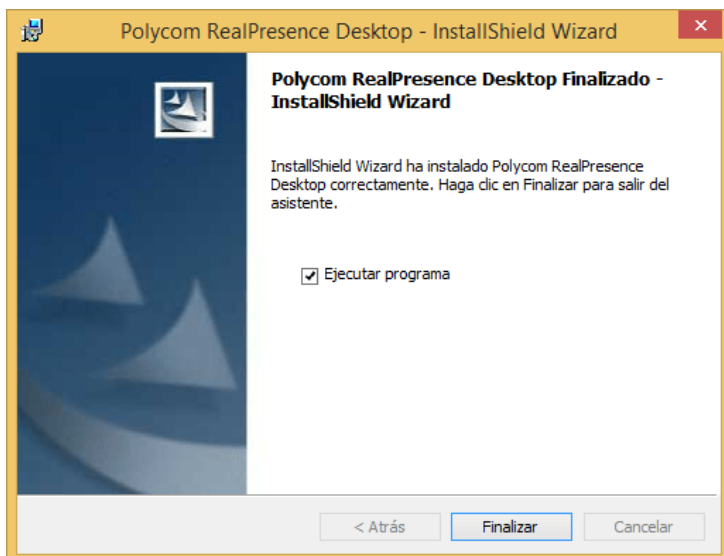 Polycom RealPresence Desktop - InstallShield Wizard
Polycom RealPresence Desktop Finalizado -
InstallShield Wizard
InstallShield Wizard ha instalado Polycom RealPresence
Desktop correctamente. Haga clic en Finalizar para salir del
asistente.
Ejecutar programa
< Atrás
Finalizar
Cancelar